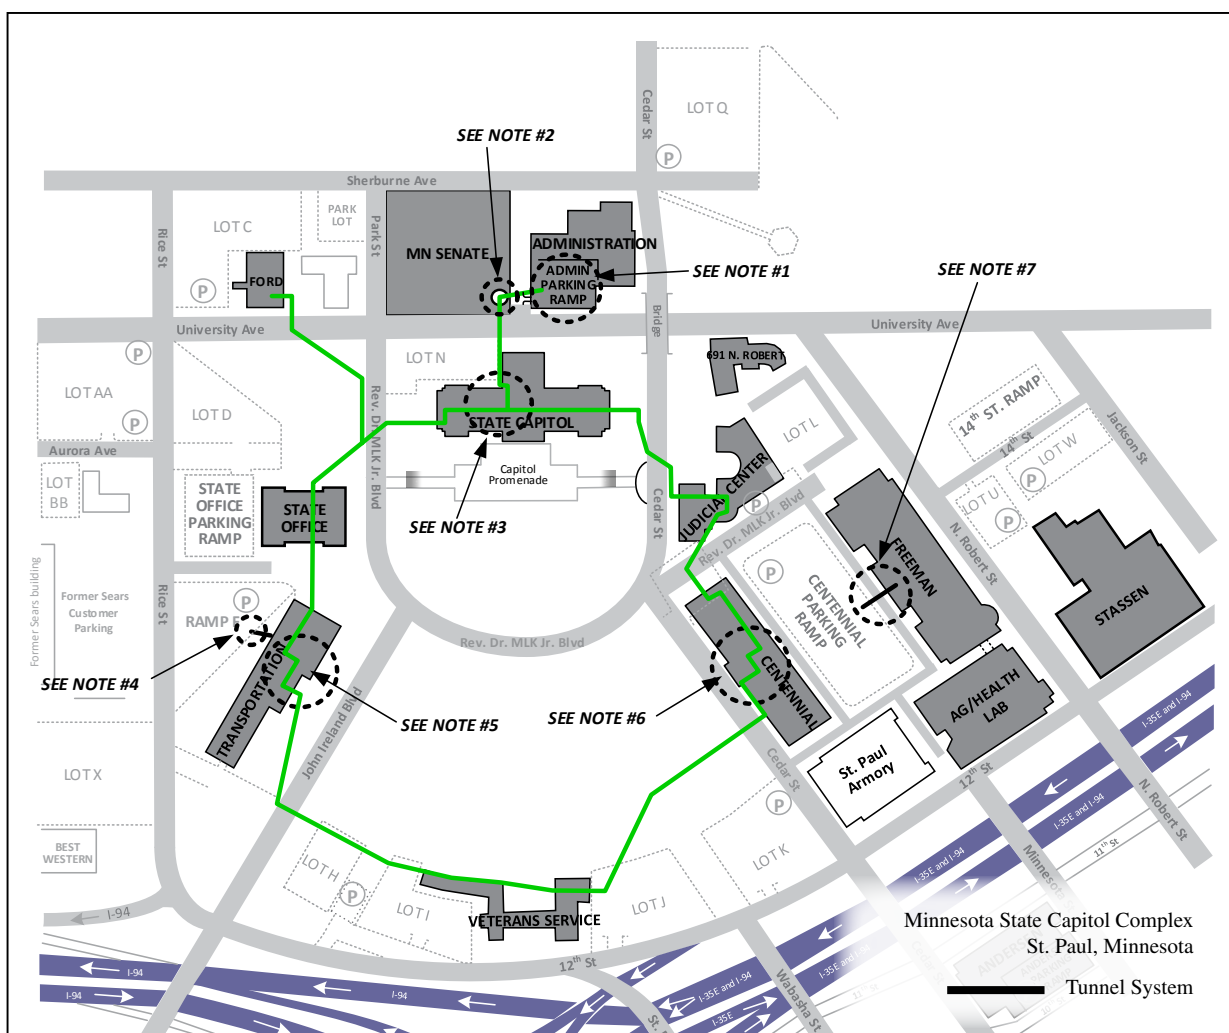 Cedar St
LOT Q
P
SEE NOTE #2
Sherburne Ave
Rice St
LOT C
PARK
LOT
Park St
MN SENATE
ADMINISTRATION
ADMIN
PARKING
RAMP
SEE NOTE #1
SEE NOTE #7
FORD
P
University Ave
Bridge
University Ave
P
LOT N
691 N. ROBERT
LOT AA
P
LOT D
Rev. Dr. MLK Jr. Blvd
STATE CAPITOL
LOT L
14th ST. RAMP
14th St
LOT W
P
Jackson St
Aurora Ave
LOT
BB
STATE
OFFICE
PARKING
RAMP
STATE
OFFICE
Capitol
Promenade
SEE NOTE #3
Cedar St
JUDICIAL CENTER
P
Rev. Dr. MLK Jr. Blvd
LOT U
P
N. Robert St
FREEMAN
STASSEN
Former Sears building
Former Sears
Customer
Parking
Rice St
P
RAMP F
P
CENTENNIAL
PARKING
RAMP
Rev. Dr. MLK Jr. Blvd
SEE NOTE #4
TRANSPORTATION
SEE NOTE #5
SEE NOTE #6
CENTENNIAL
AG/HEALTH
LAB
John Ireland Blvd
Cedar St
St. Paul
Armory
12th St
I-35E and I-94
I-35E and I-94
LOT X
P
N. Robert St
BEST
WESTERN
LOT H
P
LOT I
VETERANS SERVICE
LOT J
LOT K
I-35E and I-94
I-35E and I-94
11th St
Minnesota St
I-94
12th St
Minnesota State Capitol Complex
St. Paul, Minnesota
I-94
I-94
I-94
I-35E and I-94
I-35E and I-94
Wabasha St
11th St
Tunnel System